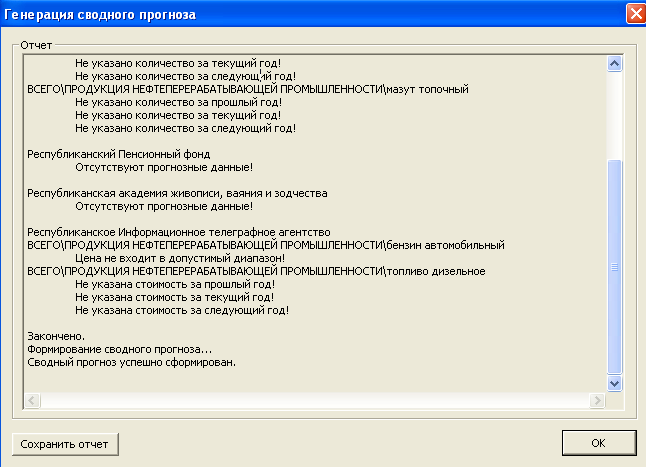 Генерация сводного прогноза
Отчет
Не указано количество за текущий год!
Не указано количество за следующий год!
ВСЕГО\ПРОДУКЦИЯ НЕФТЕПЕРЕРАБАТЫВАЮЩЕЙ ПРОМЫШЛЕННОСТИ\мазут топочный
Не указано количество за прошлый год!
Не указано количество за текущий год!
Не указано количество за следующий год!
Республиканский Пенсионный фонд
Отсутствуют прогнозные данные!
Республиканская академия живописи, ваяния и зодчества
Отсутствуют прогнозные данные!
Республиканское Информационное телеграфное агентство
ВСЕГО\ПРОДУКЦИЯ НЕФТЕПЕРЕРАБАТЫВАЮЩЕЙ ПРОМЫШЛЕННОСТИ\бензин автомобильный
Цена не входит в допустимый диапазон!
ВСЕГО\ПРОДУКЦИЯ НЕФТЕПЕРЕРАБАТЫВАЮЩЕЙ ПРОМЫШЛЕННОСТИ\топливо дизельное
Не указана стоимость за прошлый год!
Не указана стоимость за текущий год!
Не указана стоимость за следующий год!
Закончено.
Формирование сводного прогноза...
Сводный прогноз успешно сформирован.
Сохранить отчет
OK